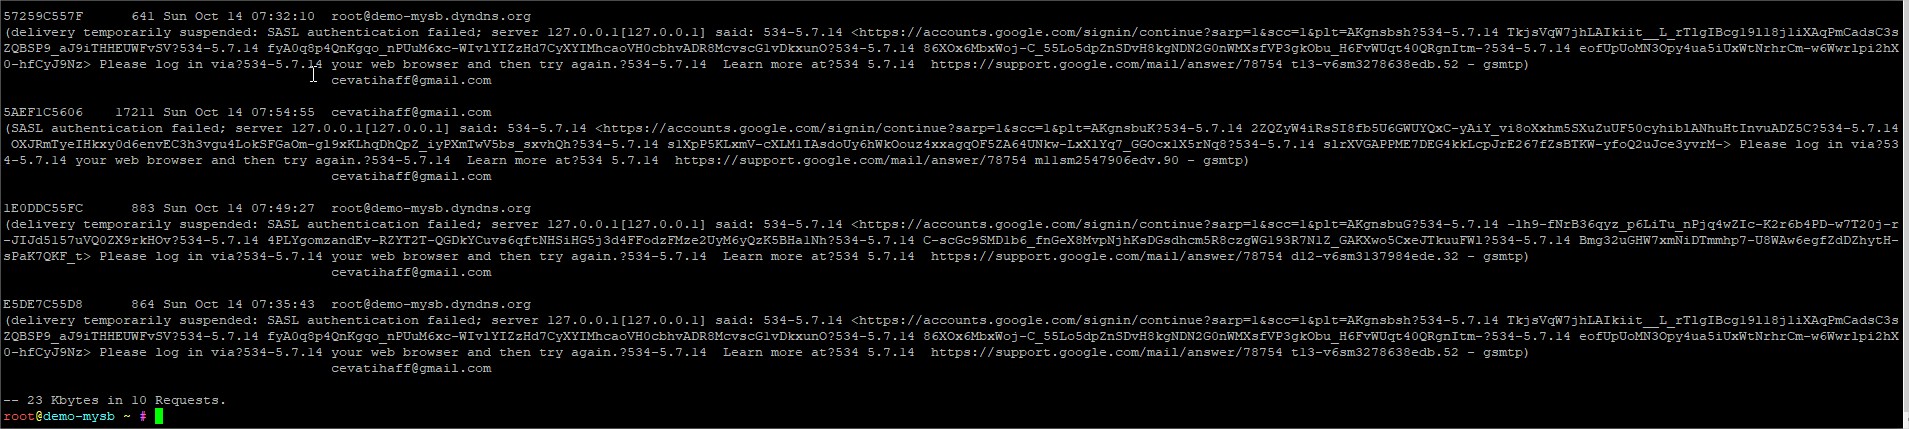 57259C557F      641 Sun Oct 14 07:32:10  root@demo-mysb.dyndns.org
(delivery temporarily suspended: SASL authentication failed; server 127.0.0.1[127.0.0.1] said: 534-5.7.14 <https://accounts.google.com/signin/continue?sarp=1&scc=1&plt=AKgnsbsh?534-5.7.14 TkjsVqW7jhLAIkiit__L_rTlgIBcg19l18j1iXAqPmCadsC3s
ZQBSP9_aJ9iTHHEUWFvSV?534-5.7.14 fyA0q8p4QnKgqo_nPUuM6xc-WIvlYIZzHd7CyXYIMhcaoVH0cbhvADR8McvscGlvDkxunO?534-5.7.14 86XOx6MbxWoj-C_55Lo5dpZnSDvH8kgNDN2G0nWMXsfVP3gkObu_H6FvWUqt40QRgnItm-?534-5.7.14 eofUpUoMN3Opy4ua5iUxWtNrhrCm-w6Wwrlpi2hX
0-hfCyJ9Nz> Please log in via?534-5.7.14 your web browser and then try again.?534-5.7.14  Learn more at?534 5.7.14  https://support.google.com/mail/answer/78754 t13-v6sm3278638edb.52 - gsmtp)
cevatihaff@gmail.com
5AEF1C5606    17211 Sun Oct 14 07:54:55  cevatihaff@gmail.com
(SASL authentication failed; server 127.0.0.1[127.0.0.1] said: 534-5.7.14 <https://accounts.google.com/signin/continue?sarp=1&scc=1&plt=AKgnsbuK?534-5.7.14 2ZQZyW4iRsSI8fb5U6GWUYQxC-yAiY_vi8oXxhm5SXuZuUF50cyhiblANhuHtInvuADZ5C?534-5.7.14
OXJRmTyeIHkxy0d6envEC3h3vgu4LokSFGaOm-gl9xKLhqDhQpZ_iyPXmTwV5bs_sxvhQh?534-5.7.14 slXpP5KLxmV-cXLM1IAsdoUy6hWkOouz4xxagqOF5ZA64UNkw-LxXlYq7_GGOcx1X5rNq8?534-5.7.14 slrXVGAPPME7DEG4kkLcpJrE267fZsBTKW-yfoQ2uJce3yvrM-> Please log in via?53
4-5.7.14 your web browser and then try again.?534-5.7.14  Learn more at?534 5.7.14  https://support.google.com/mail/answer/78754 m11sm2547906edv.90 - gsmtp)
cevatihaff@gmail.com
1E0DDC55FC      883 Sun Oct 14 07:49:27  root@demo-mysb.dyndns.org
(delivery temporarily suspended: SASL authentication failed; server 127.0.0.1[127.0.0.1] said: 534-5.7.14 <https://accounts.google.com/signin/continue?sarp=1&scc=1&plt=AKgnsbuG?534-5.7.14 -lh9-fNrB36qyz_p6LiTu_nPjq4wZIc-K2r6b4PD-w7T20j-r
-JIJd5157uVQ0ZX9rkHOv?534-5.7.14 4PLYgomzandEv-RZYT2T-QGDkYCuvs6qftNHSiHG5j3d4FFodzFMze2UyM6yQzK5BHalNh?534-5.7.14 C-scGc9SMDlb6_fnGeX8MvpNjhKsDGsdhcm5R8czgWGl93R7N1Z_GAKXwo5CxeJTkuuFWl?534-5.7.14 Bmg32uGHW7xmNiDTmmhp7-U8WAw6egfZdDZhytH-
sPaK7QKF_t> Please log in via?534-5.7.14 your web browser and then try again.?534-5.7.14  Learn more at?534 5.7.14  https://support.google.com/mail/answer/78754 d12-v6sm3137984ede.32 - gsmtp)
cevatihaff@gmail.com
E5DE7C55D8      864 Sun Oct 14 07:35:43  root@demo-mysb.dyndns.org
(delivery temporarily suspended: SASL authentication failed; server 127.0.0.1[127.0.0.1] said: 534-5.7.14 <https://accounts.google.com/signin/continue?sarp=1&scc=1&plt=AKgnsbsh?534-5.7.14 TkjsVqW7jhLAIkiit__L_rTlgIBcg19l18j1iXAqPmCadsC3s
ZQBSP9_aJ9iTHHEUWFvSV?534-5.7.14 fyA0q8p4QnKgqo_nPUuM6xc-WIvlYIZzHd7CyXYIMhcaoVH0cbhvADR8McvscGlvDkxunO?534-5.7.14 86XOx6MbxWoj-C_55Lo5dpZnSDvH8kgNDN2G0nWMXsfVP3gkObu_H6FvWUqt40QRgnItm-?534-5.7.14 eofUpUoMN3Opy4ua5iUxWtNrhrCm-w6Wwrlpi2hX
0-hfCyJ9Nz> Please log in via?534-5.7.14 your web browser and then try again.?534-5.7.14  Learn more at?534 5.7.14  https://support.google.com/mail/answer/78754 t13-v6sm3278638edb.52 - gsmtp)
cevatihaff@gmail.com
-- 23 Kbytes in 10 Requests.
root@demo-mysb ~ #